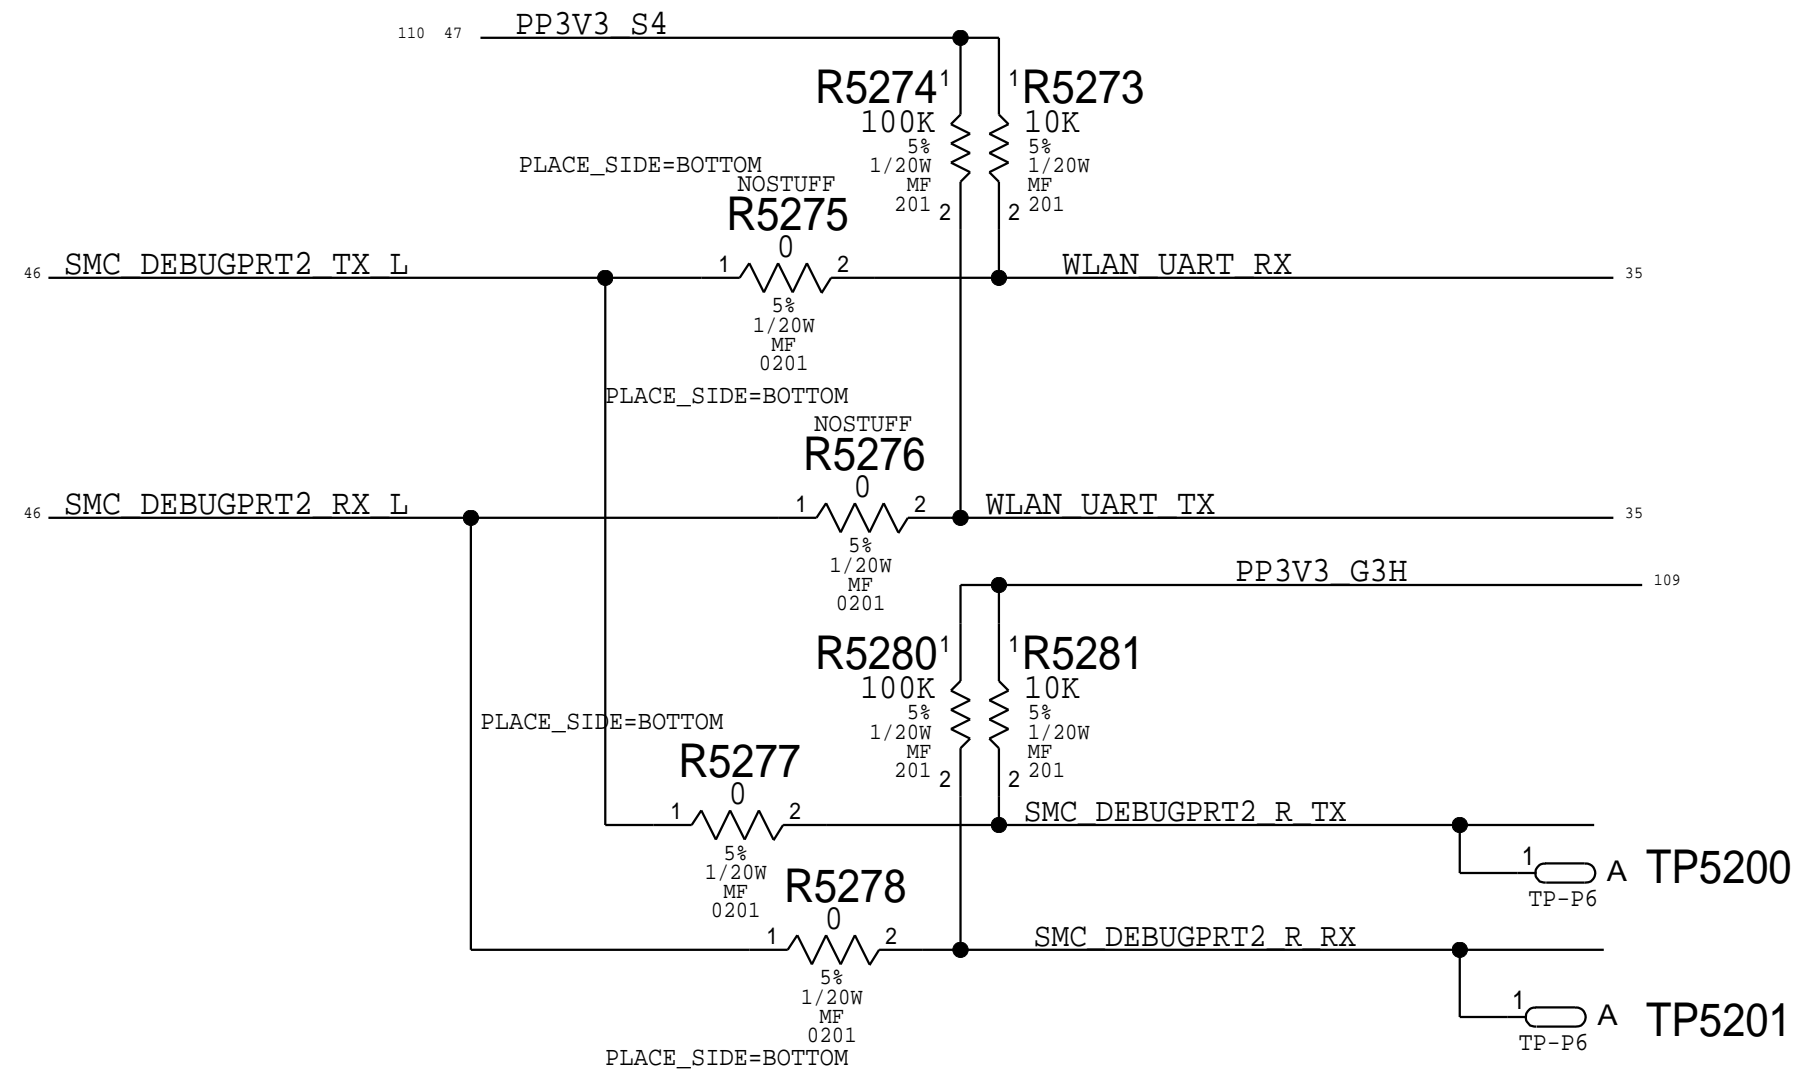 110 47 PP3V3_S4
R5274 1
100K
5%
1/20W
MF
201 2
1 R5273
10K
5%
1/20W
MF
2 201
PLACE_SIDE=BOTTOM
NOSTUFF
R5275
0
46 SMC_DEBUGPRT2_TX_L 1 2 WLAN_UART_RX 35
5%
1/20W
MF
0201
PLACE_SIDE=BOTTOM
NOSTUFF
R5276
0
46 SMC_DEBUGPRT2_RX_L 1 2 WLAN_UART_TX 35
5%
1/20W
MF
0201
PP3V3_G3H 109
R5280 1
100K
5%
1/20W
MF
201 2
1 R5281
10K
5%
1/20W
MF
2 201
PLACE_SIDE=BOTTOM
R5277
0
1 2 SMC_DEBUGPRT2_R_TX
5%
1/20W
MF
0201
1 A TP5200
TP-P6
R5278
0
1 2 SMC_DEBUGPRT2_R_RX
5%
1/20W
MF
0201
PLACE_SIDE=BOTTOM
1 A TP5201
TP-P6